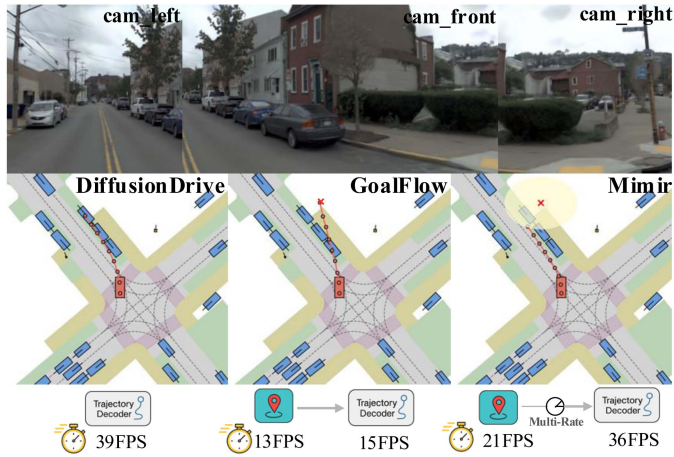 cam_left
cam_front
cam_right
DiffusionDrive
GoalFlow
Mimir
Trajectory
Decoder
39FPS
13FPS
Trajectory
Decoder
15FPS
21FPS
Multi-Rate
Trajectory
Decoder
36FPS